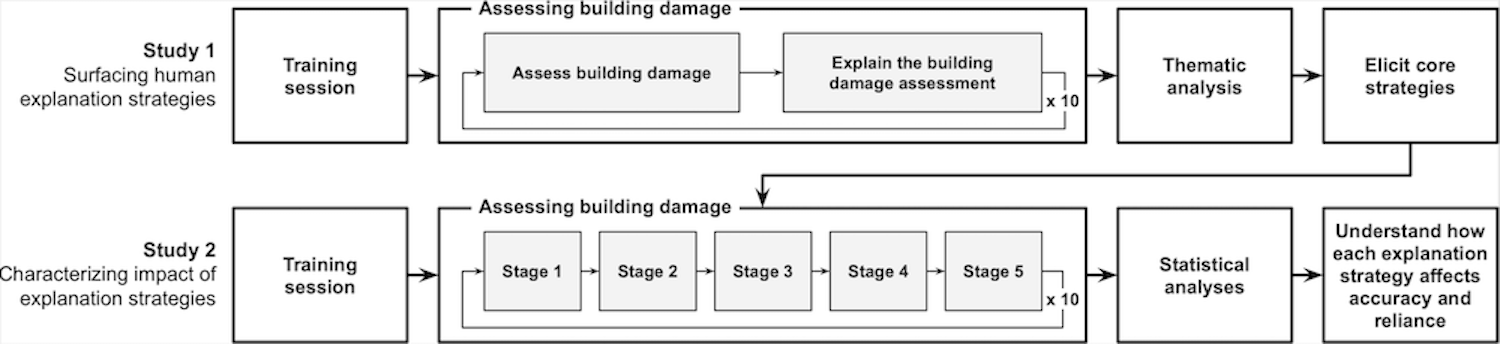 Assessing building damage
Study 1
Surfacing human
explanation strategies
Training
session
Assess building damage
Explain the building
damage assessment
x 10
Thematic
analysis
Elicit core
strategies
Assessing building damage
Study 2
Characterizing impact of
explanation strategies
Training
session
Stage 1
Stage 2
Stage 3
Stage 4
Stage 5
x 10
Statistical
analyses
Understand how
each explanation
strategy affects
accuracy and
reliance